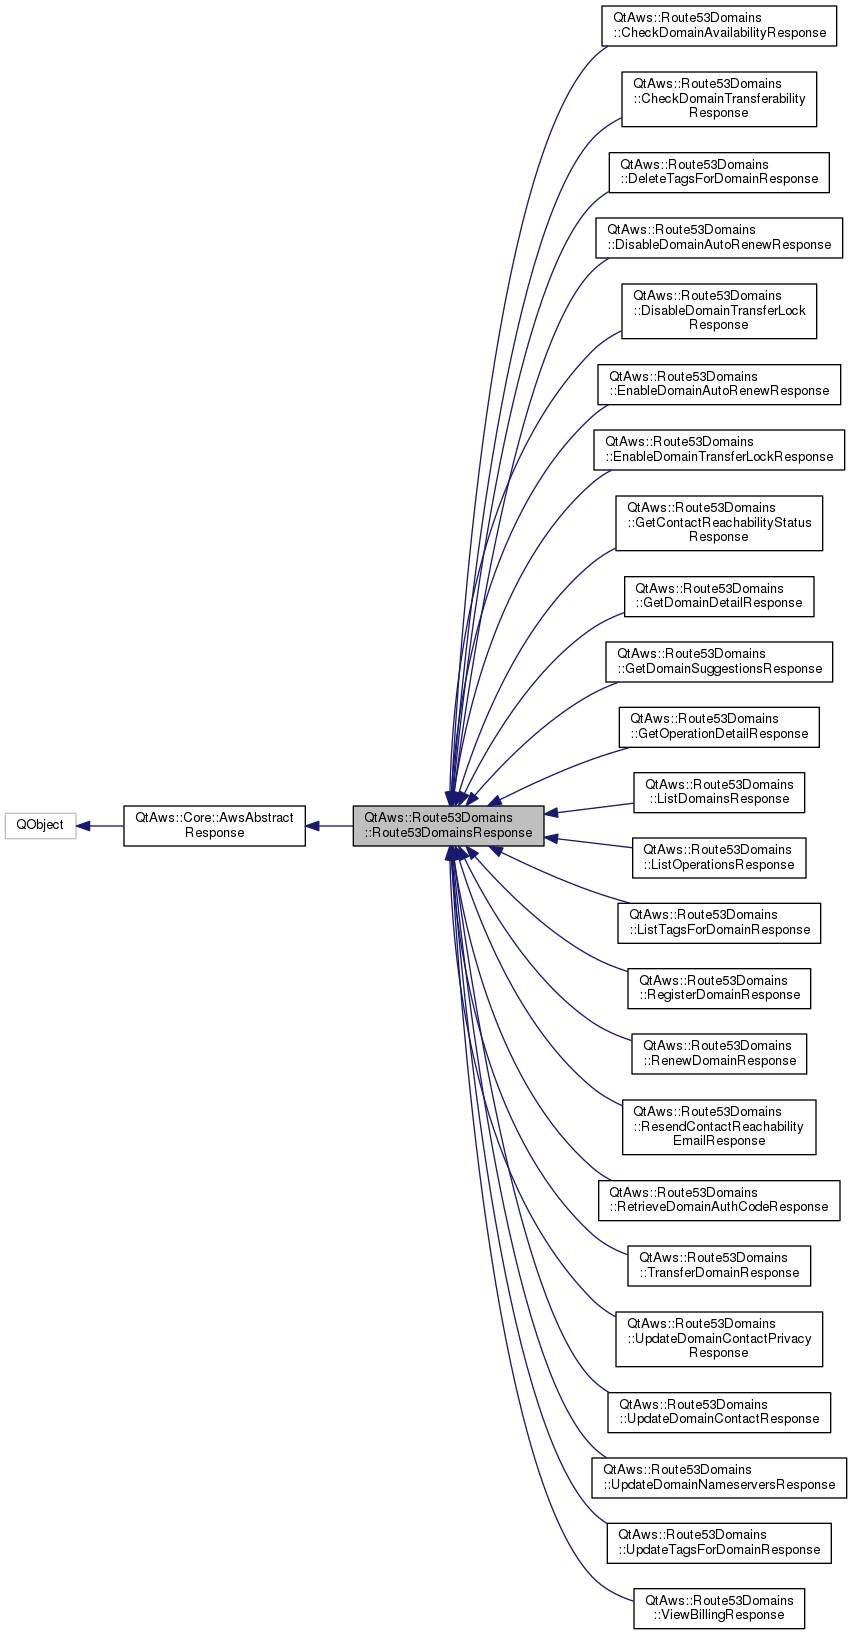 QtAws::Route53Domains
::CheckDomainAvailabilityResponse
QtAws::Route53Domains
::CheckDomainTransferability
Response
QtAws::Route53Domains
::DeleteTagsForDomainResponse
QtAws::Route53Domains
::DisableDomainAutoRenewResponse
QtAws::Route53Domains
::DisableDomainTransferLock
Response
QtAws::Route53Domains
::EnableDomainAutoRenewResponse
QtAws::Route53Domains
::EnableDomainTransferLockResponse
QtAws::Route53Domains
::GetContactReachabilityStatus
Response
QtAws::Route53Domains
::GetDomainDetailResponse
QtAws::Route53Domains
::GetDomainSuggestionsResponse
QtAws::Route53Domains
::GetOperationDetailResponse
QtAws::Route53Domains
::ListDomainsResponse
QObject
QtAws::Core::AwsAbstract
Response
QtAws::Route53Domains
::Route53DomainsResponse
QtAws::Route53Domains
::ListOperationsResponse
QtAws::Route53Domains
::ListTagsForDomainResponse
QtAws::Route53Domains
::RegisterDomainResponse
QtAws::Route53Domains
::RenewDomainResponse
QtAws::Route53Domains
::ResendContactReachability
EmailResponse
QtAws::Route53Domains
::RetrieveDomainAuthCodeResponse
QtAws::Route53Domains
::TransferDomainResponse
QtAws::Route53Domains
::UpdateDomainContactPrivacy
Response
QtAws::Route53Domains
::UpdateDomainContactResponse
QtAws::Route53Domains
::UpdateDomainNameserversResponse
QtAws::Route53Domains
::UpdateTagsForDomainResponse
QtAws::Route53Domains
::ViewBillingResponse